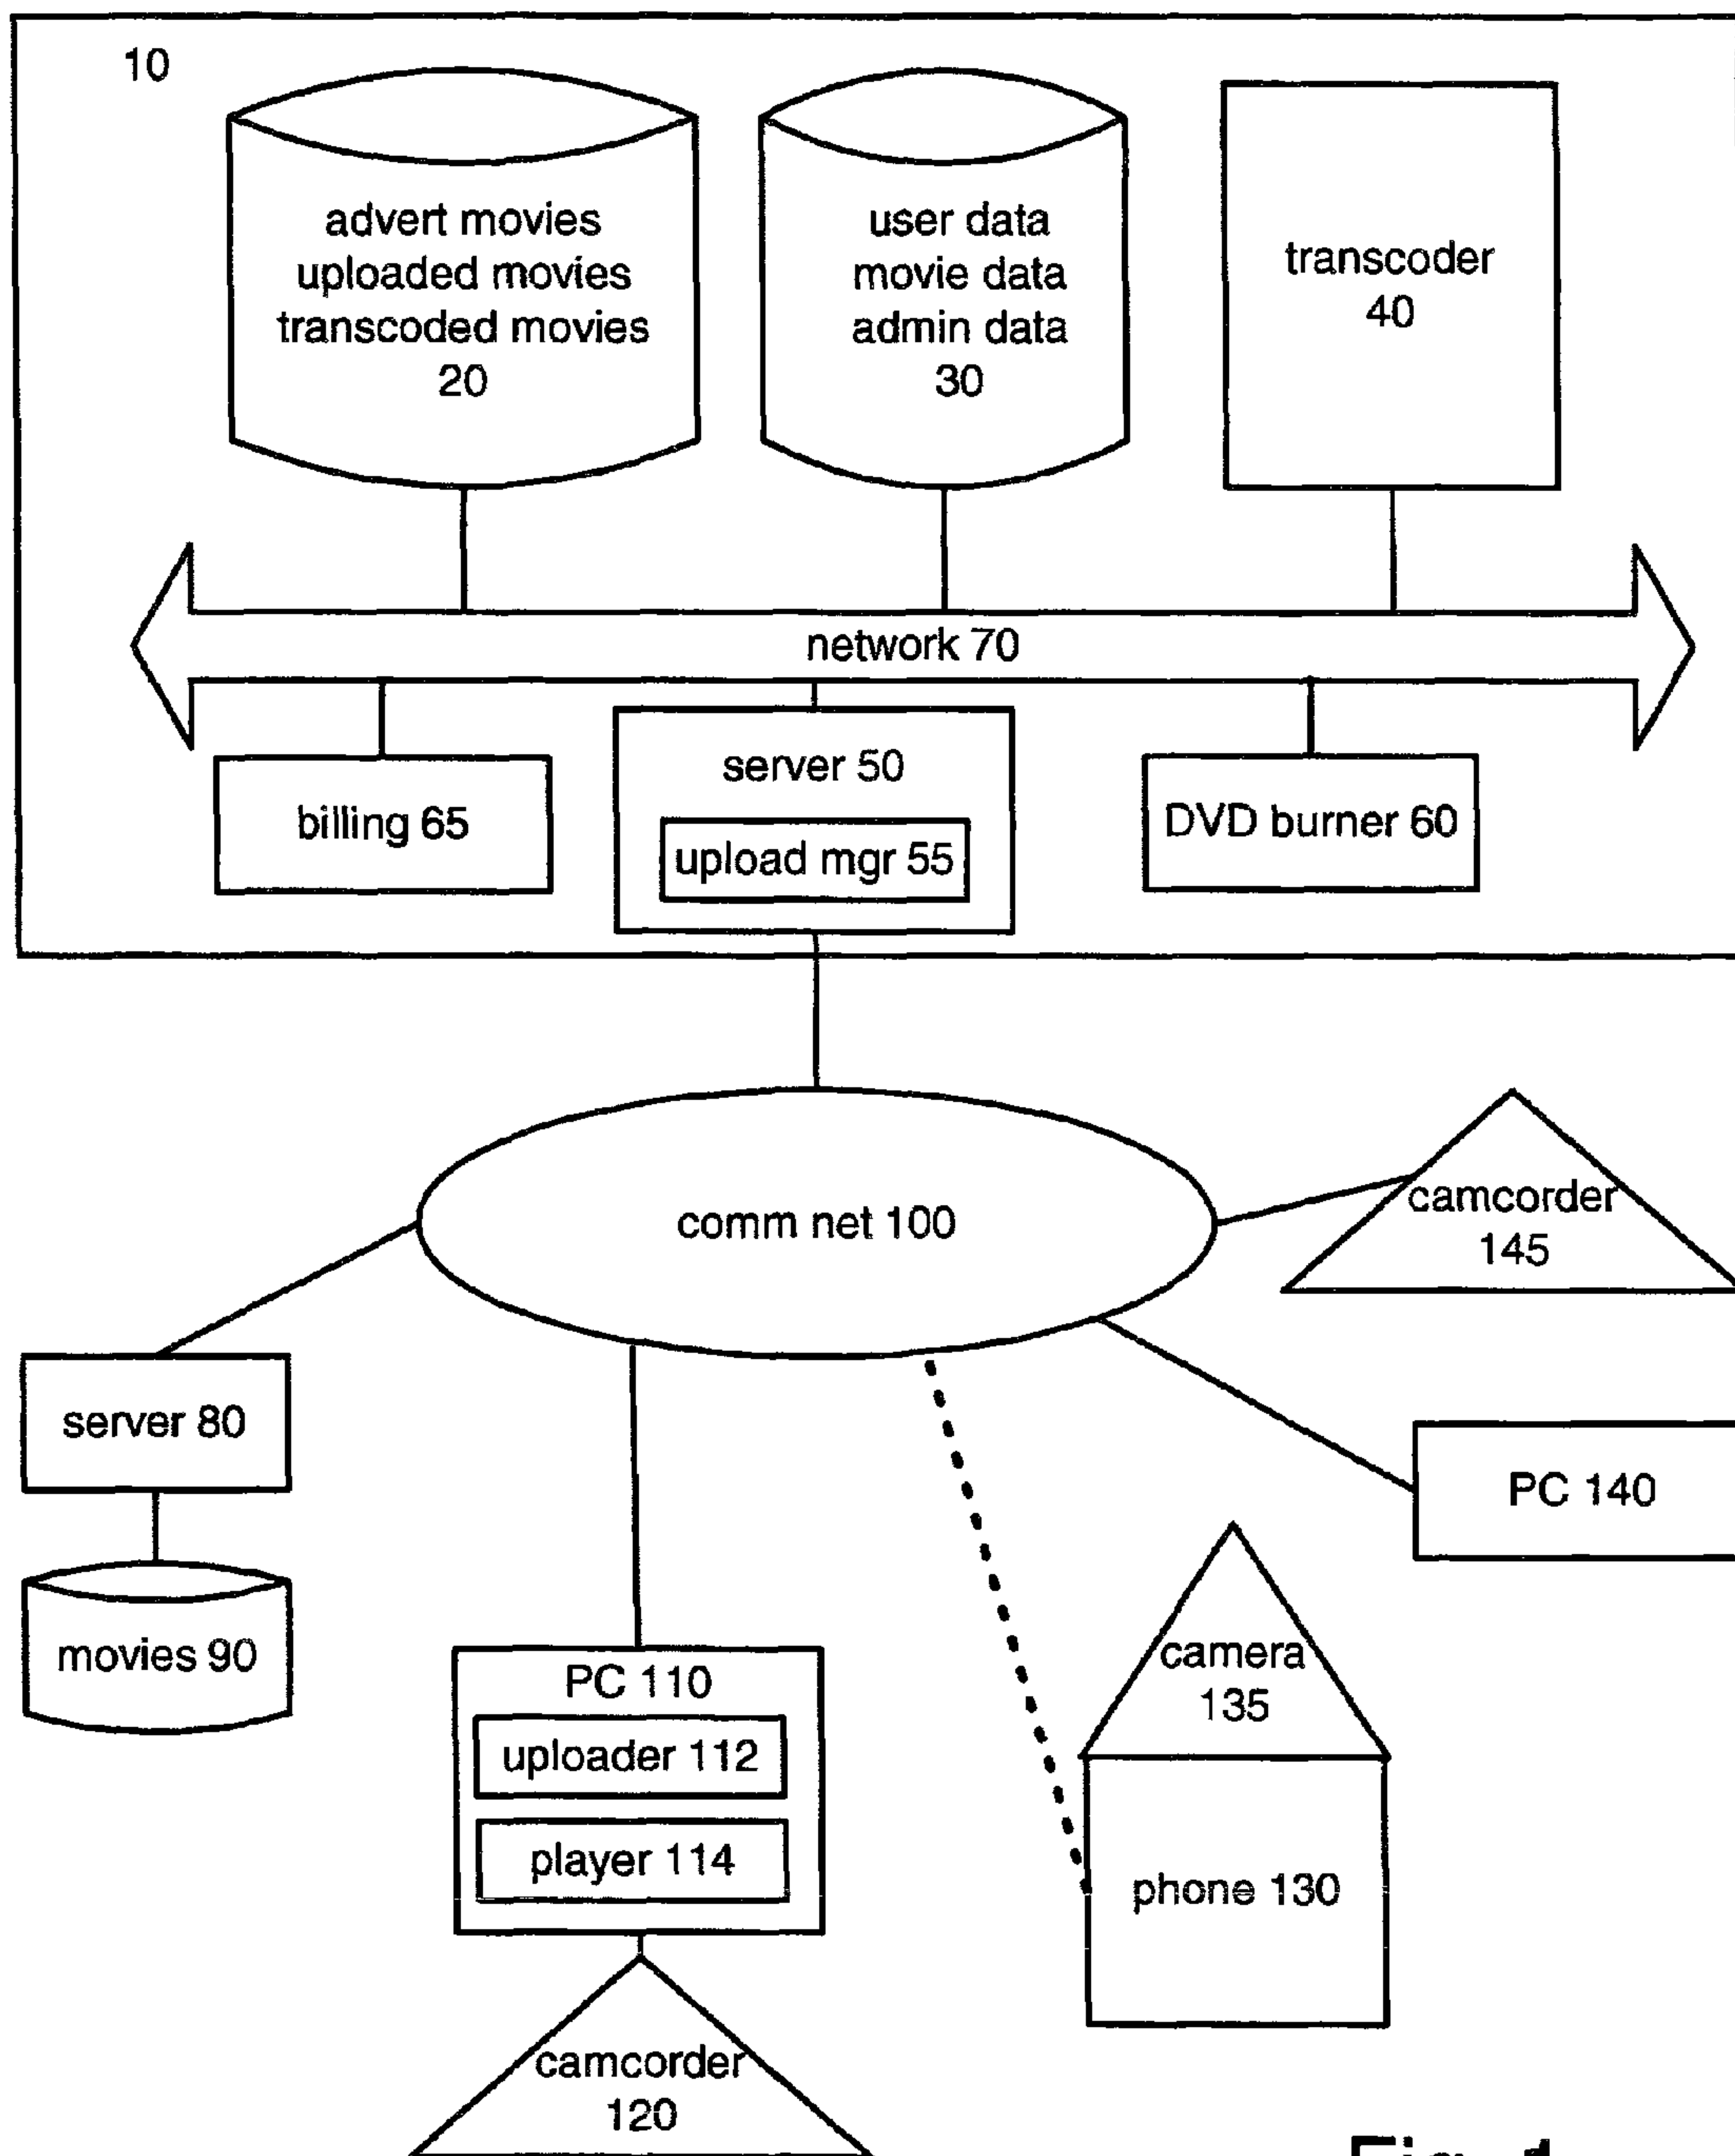 10
advert movies
uploaded movies
transcoded movies
20
user data
movie data
admin data
30
transcoder
40
network 70
billing 65
server 50
upload mgr 55
DVD burner 60
comm net 100
camcorder
145
server 80
movies 90
PC 140
camera
135
phone 130
PC 110
uploader 112
player 114
camcorder
120